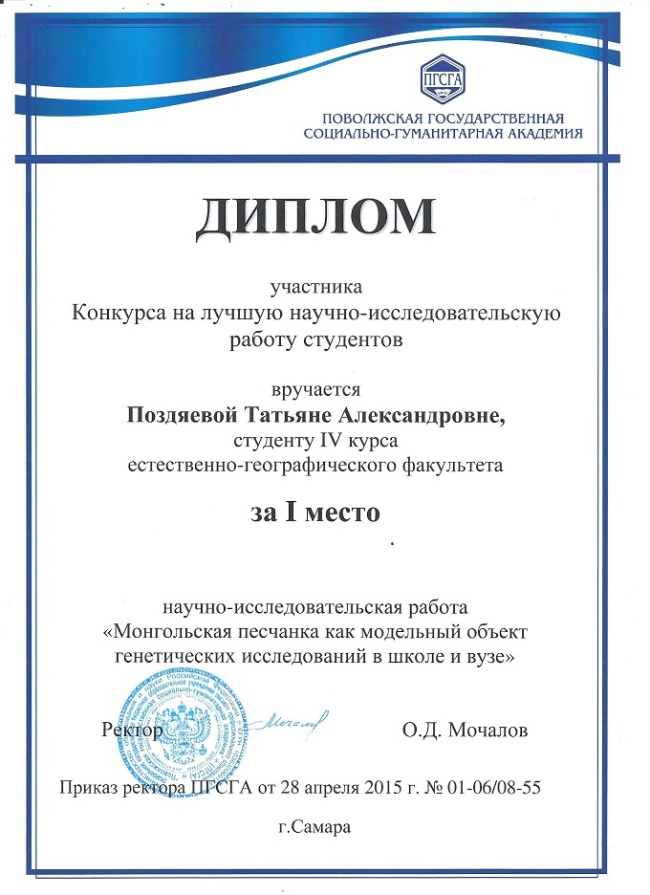 ПГСГА
ПОВОЛЖСКАЯ ГОСУДАРСТВЕННАЯ
СОЦИАЛЬНО-ГУМАНИТАРНАЯ АКАДЕМИЯ
ДИПЛОМ
участника
Конкурса на лучшую научно-исследовательскую
работу студентов
вручается
Поздяевой Татьяне Александровне,
студенту IV курса
естественно-географического факультета
за I место
научно-исследовательская работа
«Монгольская песчанка как модельный объект
генетических исследований в школе и вузе»
Ректор
Мочалов
О.Д. Мочалов
Приказ ректора ПГСГА от 28 апреля 2015 г. № 01-06/08-55
г.Самара